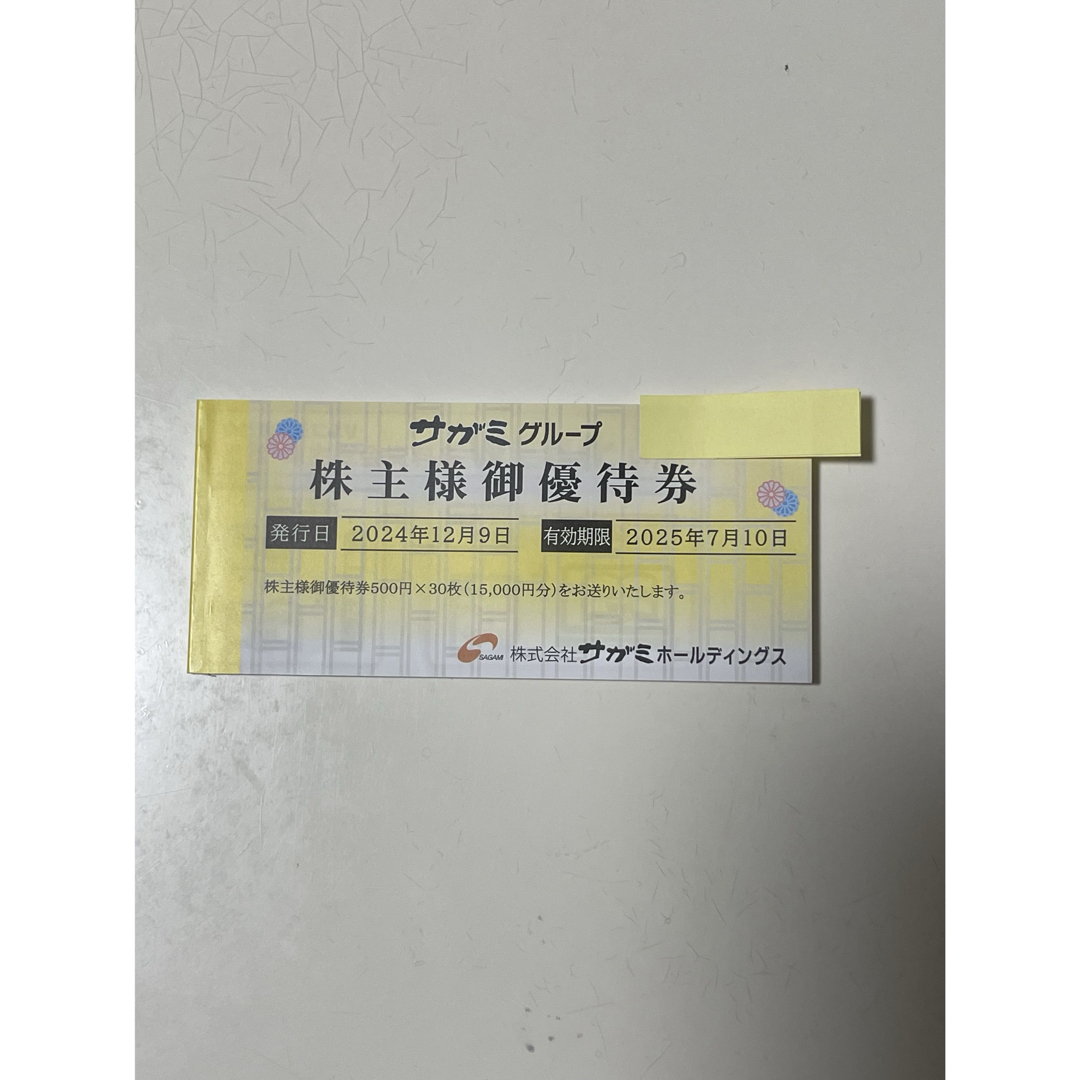 サガミグループ
株主様御優待券
発行日 2024年12月9日 有効期限 2025年7月10日
株主様御優待券500円×30枚(15,000円分)をお送りいたします。
SAGAMI 株式会社サガミホールディングス